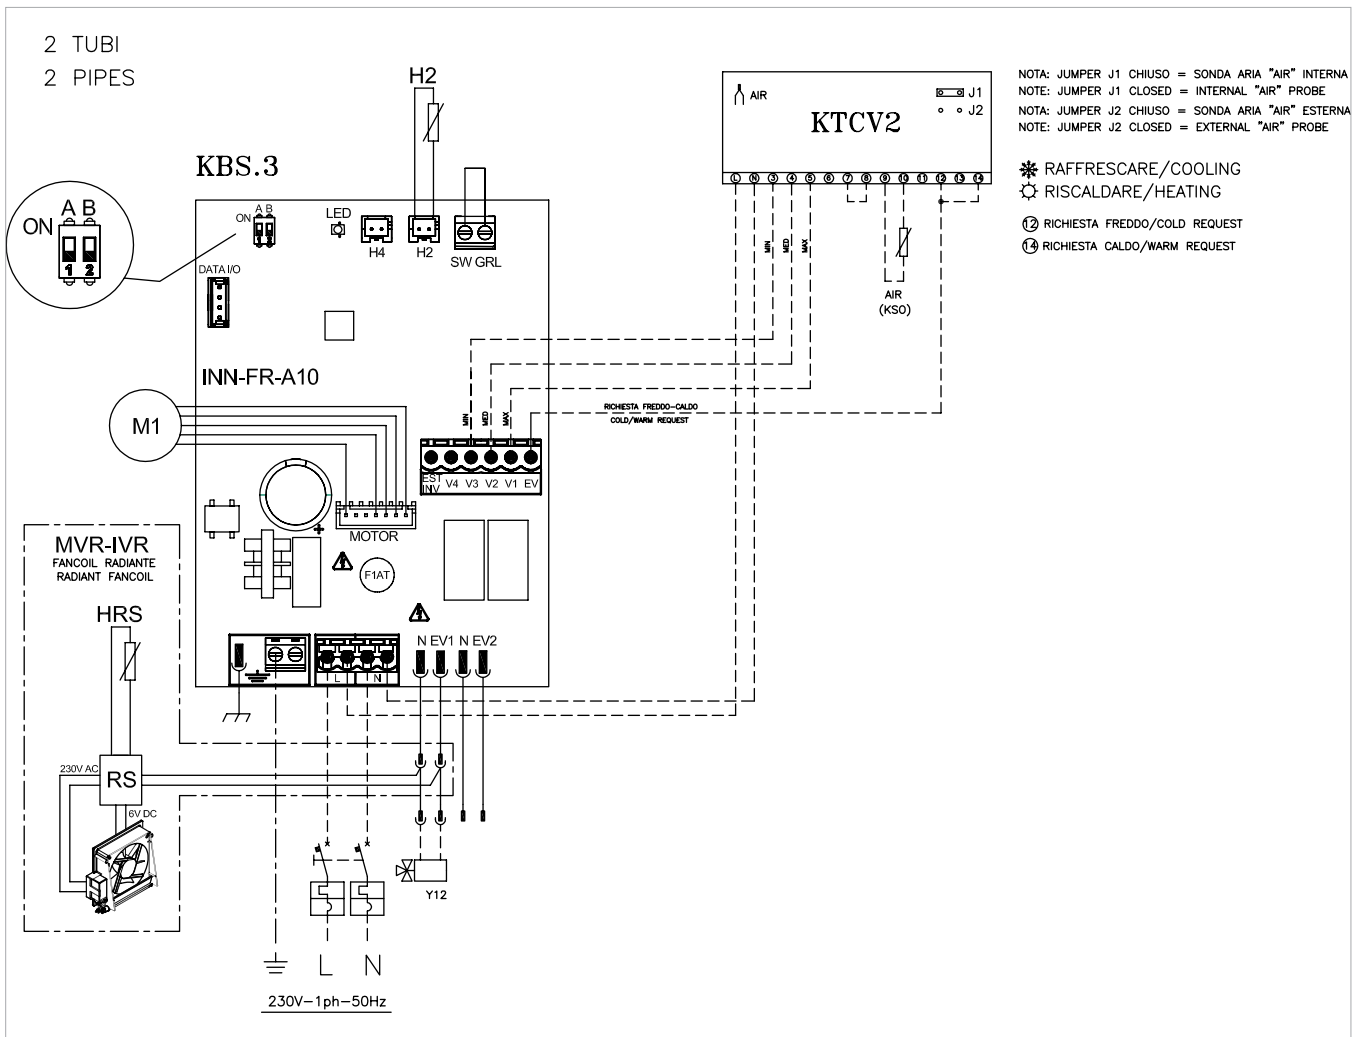 2 TUBI
2 PIPES
H2
KBS.3
AIR
J1
J2
KTCV2
L N 3 4 5 6 7 8 9 10 11 12 13 14
NOTA: JUMPER J1 CHIUSO = SONDA ARIA "AIR" INTERNA
NOTE: JUMPER J1 CLOSED = INTERNAL "AIR" PROBE
NOTA: JUMPER J2 CHIUSO = SONDA ARIA "AIR" ESTERNA
NOTE: JUMPER J2 CLOSED = EXTERNAL "AIR" PROBE
RAFFRESCARE/COOLING
RISCALDARE/HEATING
12 RICHIESTA FREDDO/COLD REQUEST
14 RICHIESTA CALDO/WARM REQUEST
A B
ON
1 2
A B
ON
1 2
LED
H4
H2
SW GRL
DATA I/O
MIN
MED
MAX
AIR
(KSO)
INN-FR-A10
M1
MIN
MED
MAX
RICHIESTA FREDDO-CALDO
COLD/WARM REQUEST
EST
INV V4 V3 V2 V1 EV
MOTOR
F1AT
MVR-IVR
FANCOIL RADIANTE
RADIANT FANCOIL
HRS
N EV1 N EV2
L N
230V AC
RS
6V DC
Y12
L N
230V-1ph-50Hz